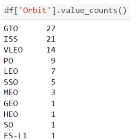 df['Orbit'].value_counts()
GTO 27
ISS 21
VLEO 14
PO 9
LEO 7
SSO 5
MEO 3
GEO 1
HEO 1
SO 1
ES-L1 1